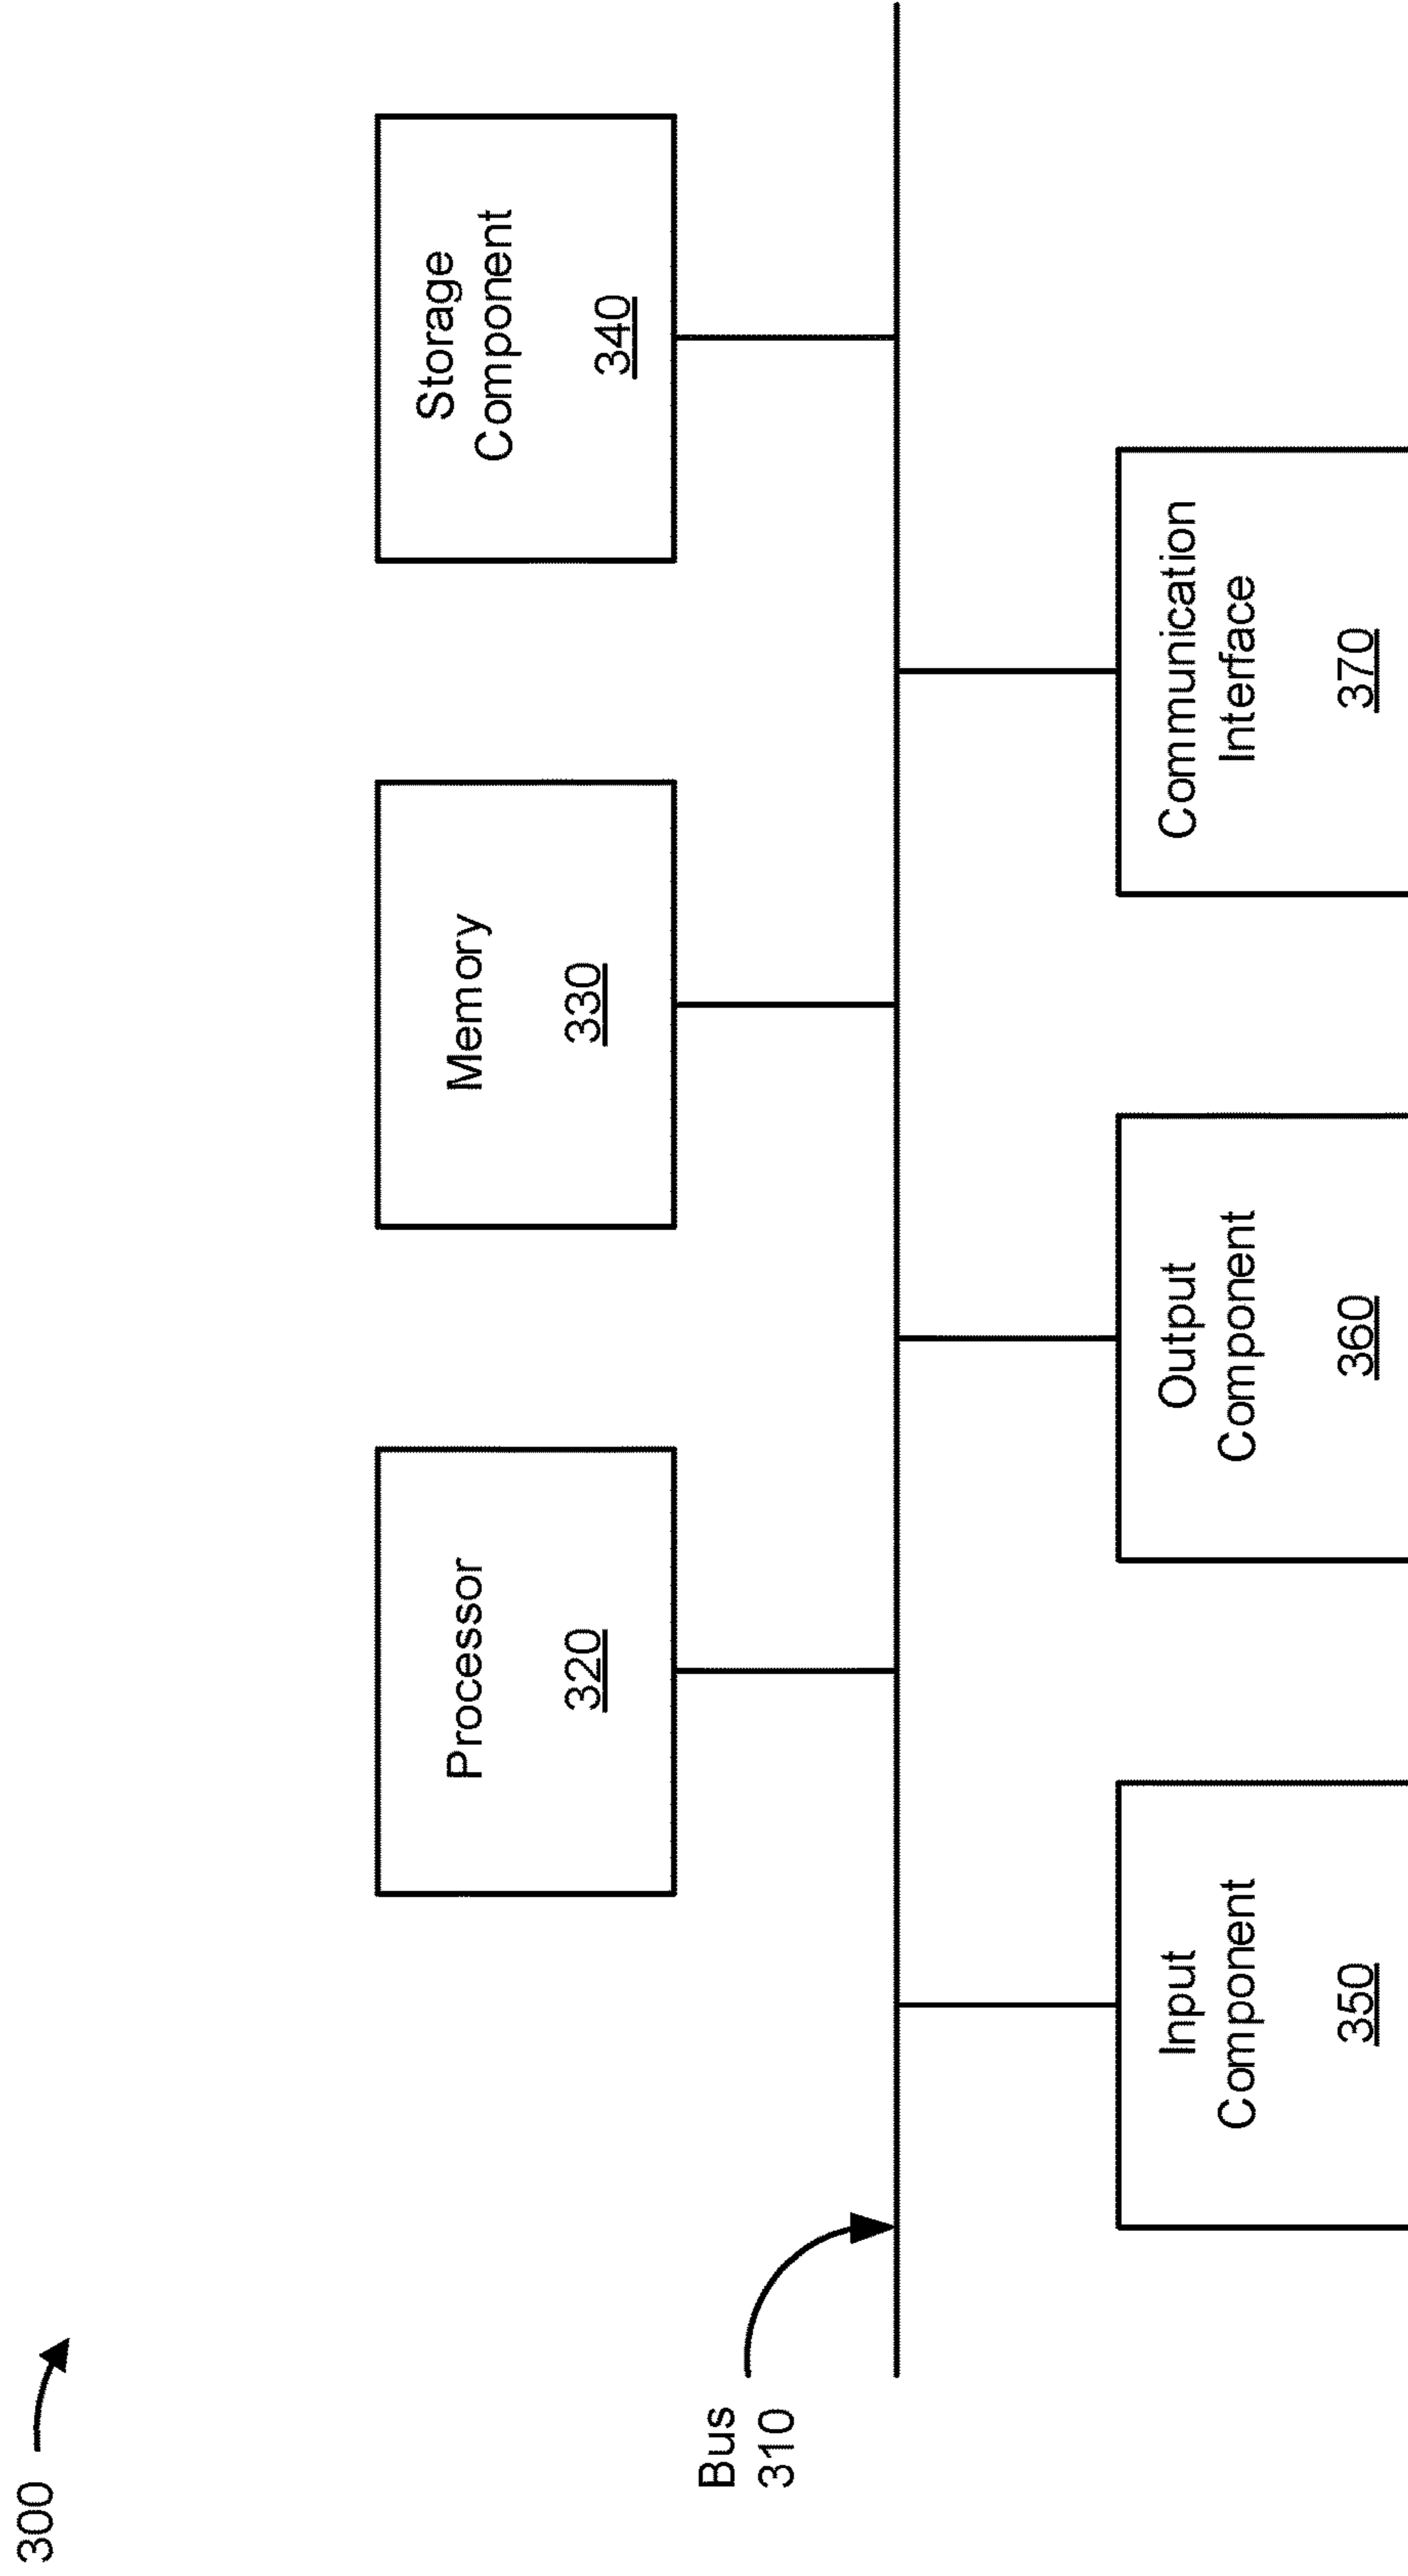 300
Processor
320
Memory
330
Storage
Component
340
Bus
310
Input
Component
350
Output
Component
360
Communication
Interface
370